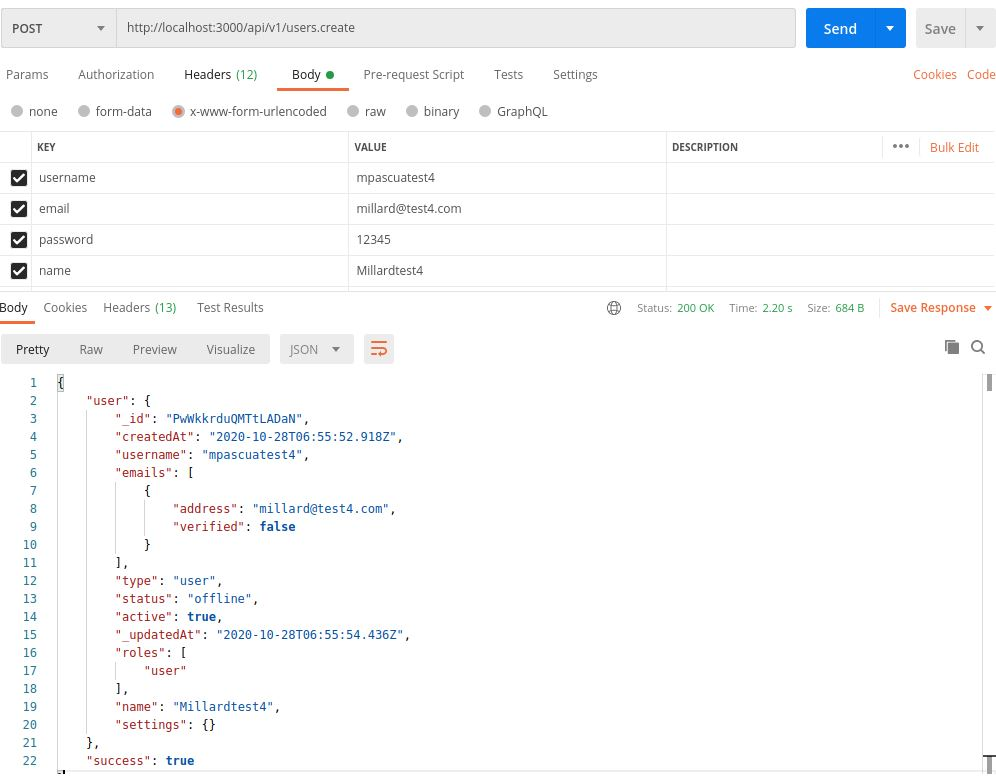 POST http://localhost:3000/api/v1/users.create Send Save
Params Authorization Headers (12) Body Pre-request Script Tests Settings Cookies Code
none form-data x-www-form-urlencoded raw binary GraphQL
KEY VALUE DESCRIPTION ••• Bulk Edit
username mpascuatest4
email millard@test4.com
password 12345
name Millardtest4
Body Cookies Headers (13) Test Results Status: 200 OK Time: 2.20 s Size: 684 B Save Response
Pretty Raw Preview Visualize JSON
1 {
2 "user": {
3 "_id": "PwWkkrduQMTtLADaN",
4 "createdAt": "2020-10-28T06:55:52.918Z",
5 "username": "mpascuatest4",
6 "emails": [
7 {
8 "address": "millard@test4.com",
9 "verified": false
10 }
11 ],
12 "type": "user",
13 "status": "offline",
14 "active": true,
15 "_updatedAt": "2020-10-28T06:55:54.436Z",
16 "roles": [
17 "user"
18 ],
19 "name": "Millardtest4",
20 "settings": {}
21 },
22 "success": true